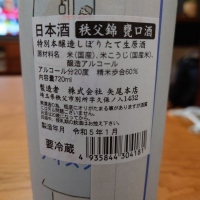 日本酒 秩父錦 甕口酒
特別本醸造しぼりたて生原酒
原材料名 米(国産)、米こうじ(国産米)、
醸造アルコール
アルコール分20度 精米歩合60%
内容量720ml
製造者 株式会社 矢尾本店
埼玉県秩父市別所字久保ノ入1432
製造年月 令和5年1月
要冷蔵
4 935844 304181